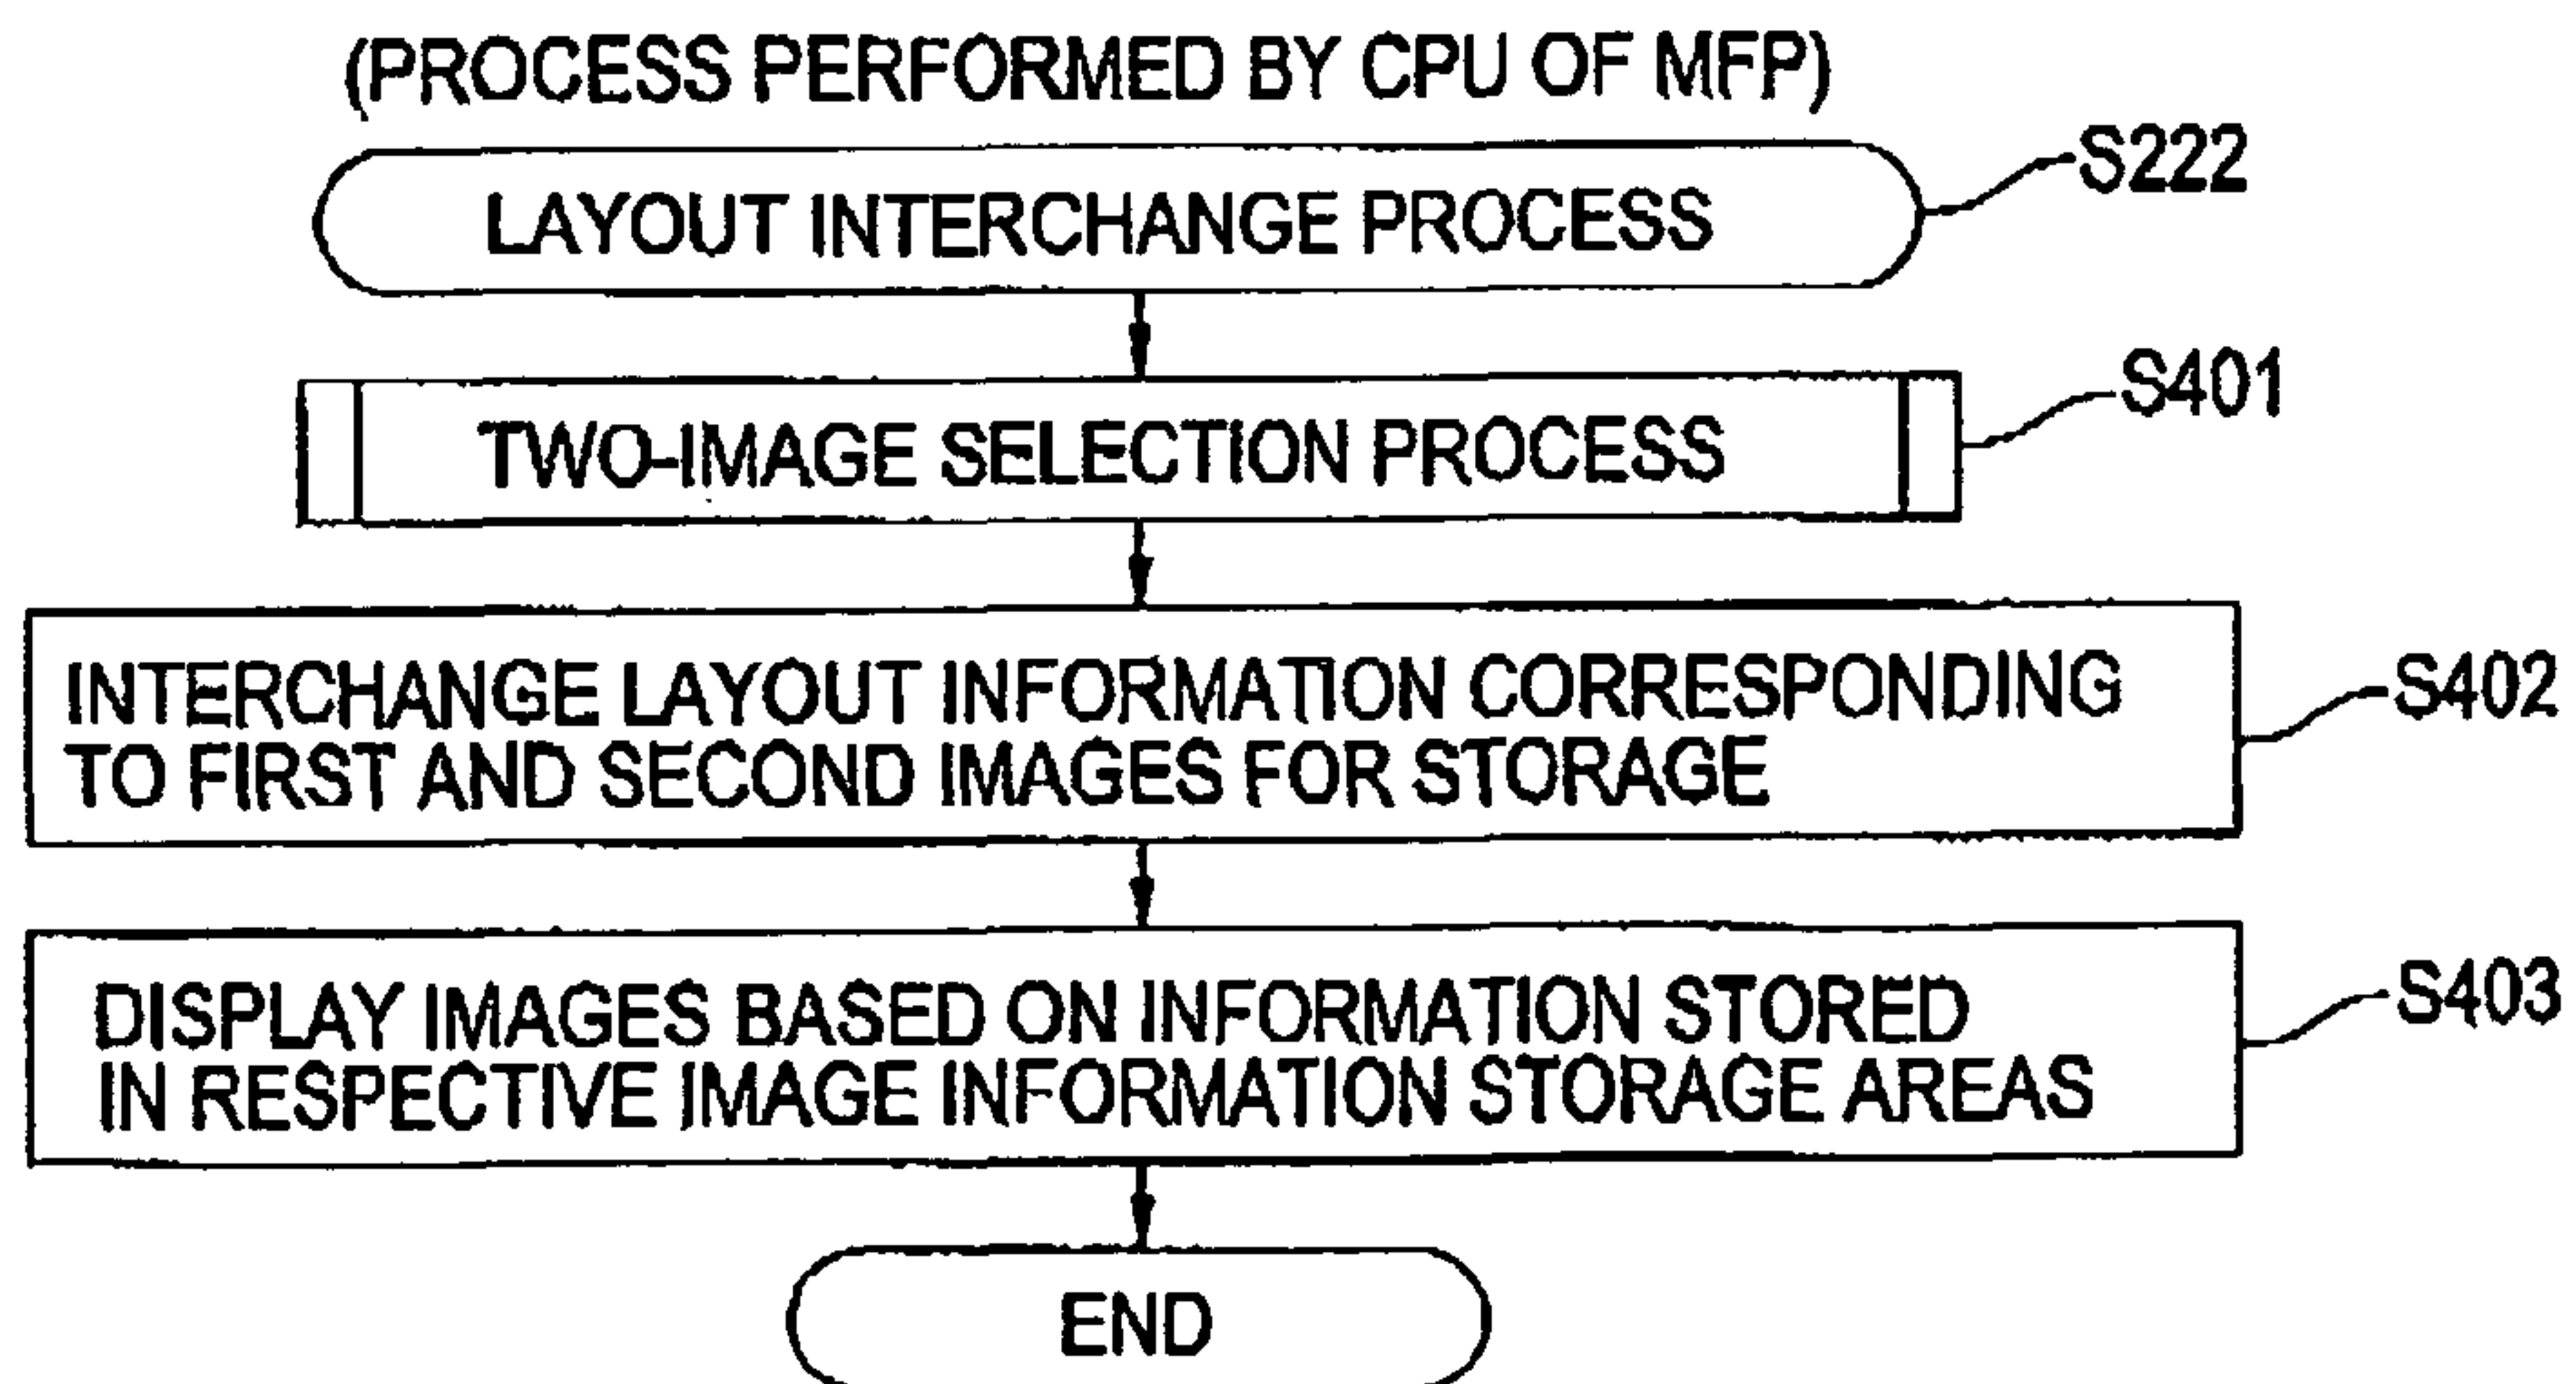 (PROCESS PERFORMED BY CPU OF MFP)
S222
LAYOUT INTERCHANGE PROCESS
S401
TWO-IMAGE SELECTION PROCESS
INTERCHANGE LAYOUT INFORMATION CORRESPONDING
TO FIRST AND SECOND IMAGES FOR STORAGE
S402
DISPLAY IMAGES BASED ON INFORMATION STORED
IN RESPECTIVE IMAGE INFORMATION STORAGE AREAS
S403
END